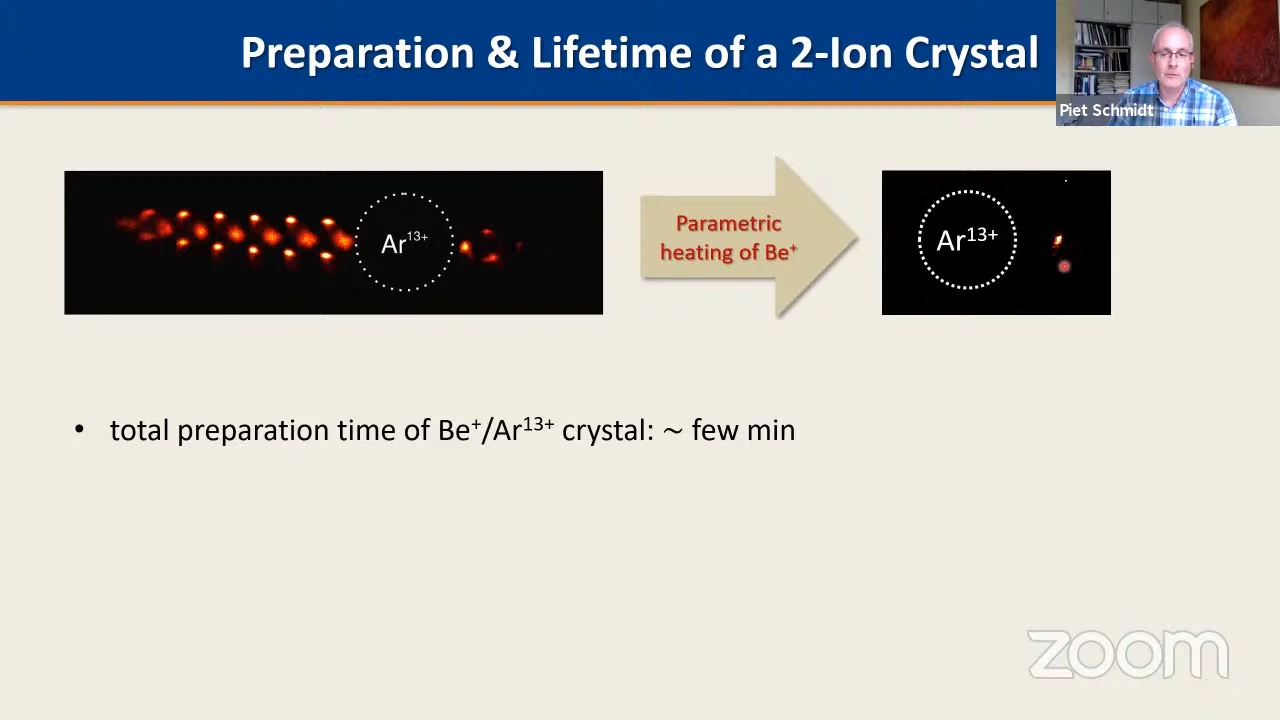 Preparation & Lifetime of a 2-Ion Crystal
Piet Schmidt
Ar¹³⁺
Parametric
heating of Be⁺
Ar¹³⁺
• total preparation time of Be⁺/Ar¹³⁺ crystal: ~ few min
zoom